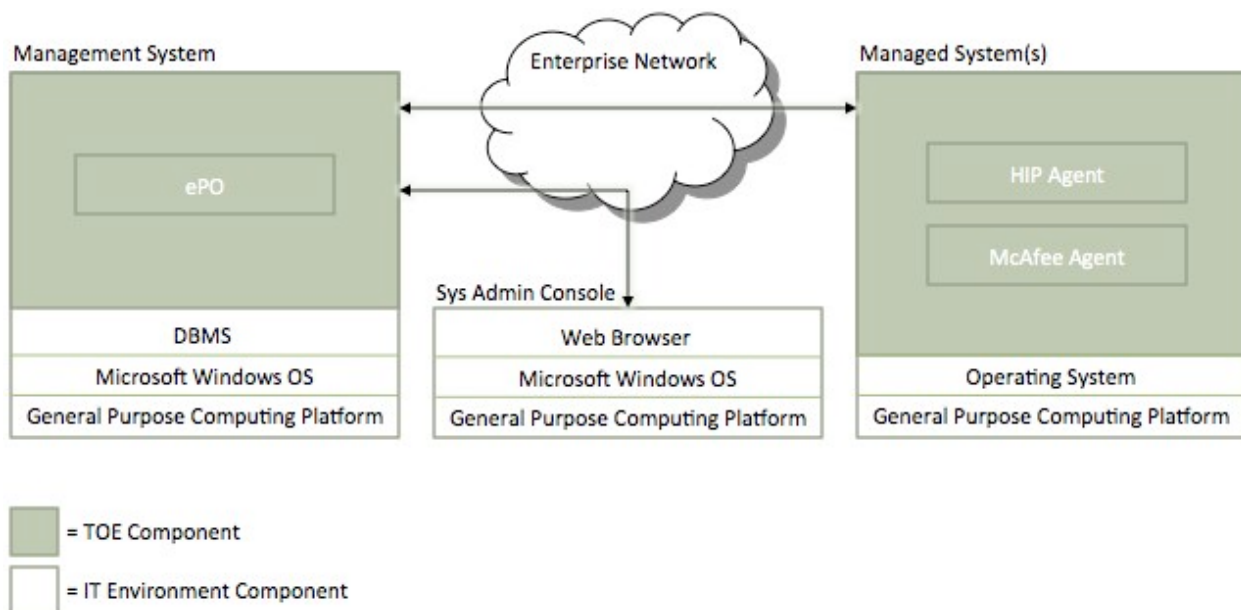 Management System
Enterprise Network
Managed System(s)
ePO
HIP Agent
McAfee Agent
Sys Admin Console
DBMS
Microsoft Windows OS
General Purpose Computing Platform
Web Browser
Microsoft Windows OS
General Purpose Computing Platform
Operating System
General Purpose Computing Platform
= TOE Component
= IT Environment Component